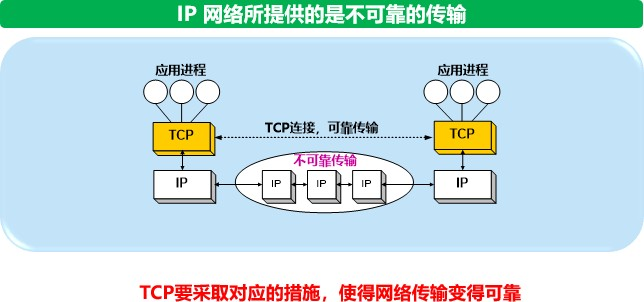 IP 网络所提供的是不可靠的传输
应用进程
应用进程
TCP
TCP连接，可靠传输
TCP
不可靠传输
IP
IP
IP
IP
IP
TCP要采取对应的措施，使得网络传输变得可靠